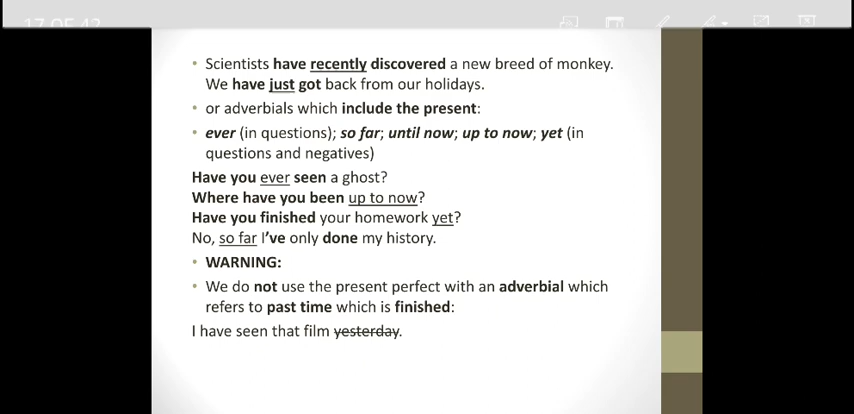 • Scientists have recently discovered a new breed of monkey.
We have just got back from our holidays.
• or adverbials which include the present:
• ever (in questions); so far; until now; up to now; yet (in
questions and negatives)
Have you ever seen a ghost?
Where have you been up to now?
Have you finished your homework yet?
No, so far I've only done my history.
• WARNING:
• We do not use the present perfect with an adverbial which
refers to past time which is finished:
I have seen that film yesterday.